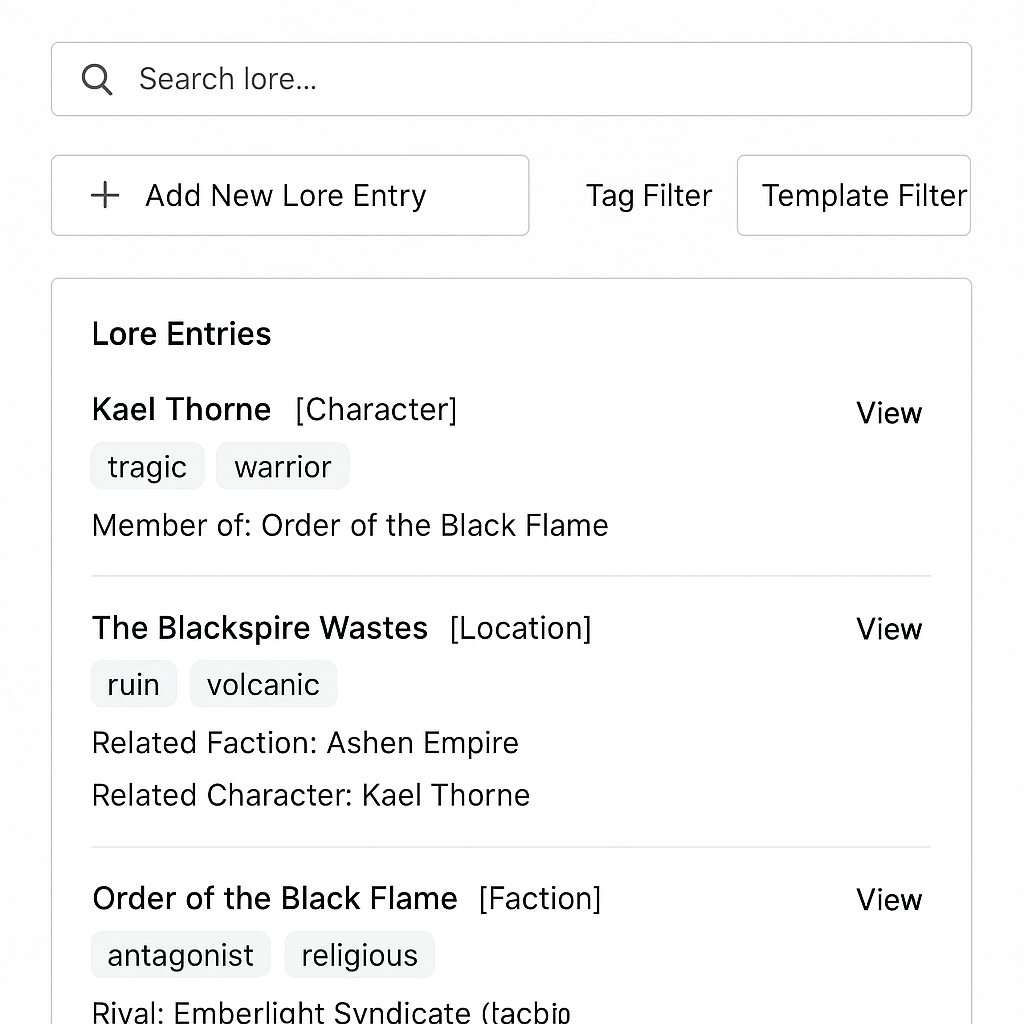 Search lore...
Add New Lore Entry
Tag Filter
Template Filter
Lore Entries
Kael Thorne [Character]
View
tragic warrior
Member of: Order of the Black Flame
The Blackspire Wastes [Location]
View
ruin volcanic
Related Faction: Ashen Empire
Related Character: Kael Thorne
Order of the Black Flame [Faction]
View
antagonist religious
Rival: Emberlight Syndicate